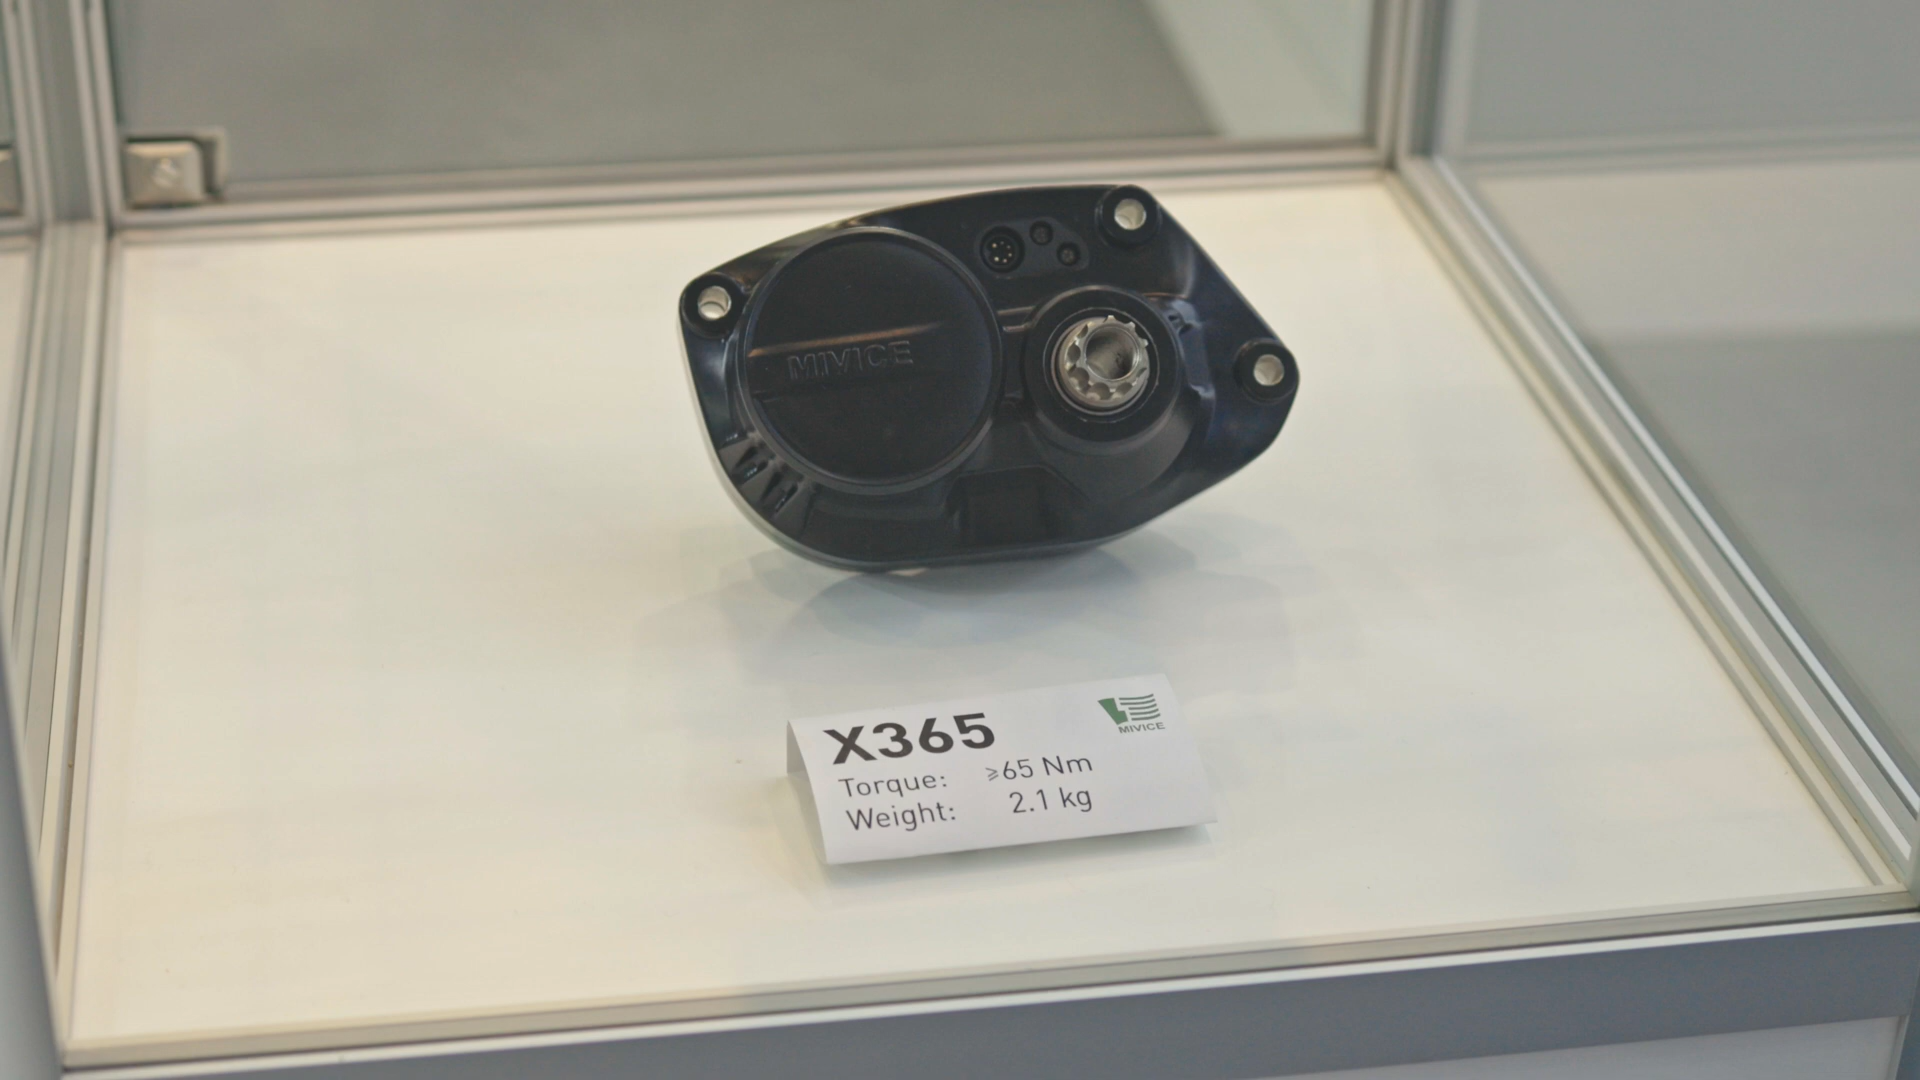 MIVICE
X365
MIVICE
Torque: ≥65 Nm
Weight: 2.1 kg